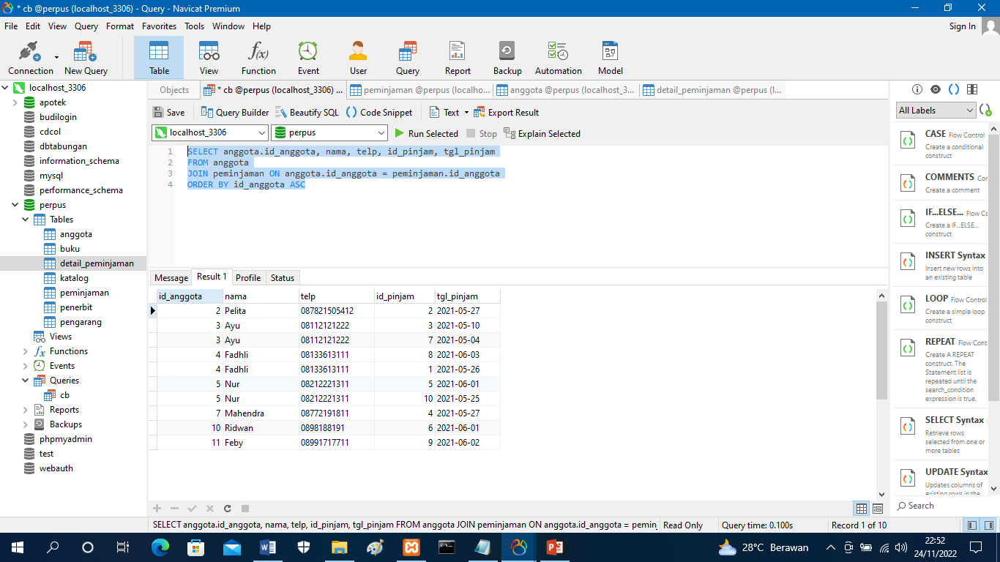 * cb @perpus (localhost_3306) - Query - Navicat Premium
File Edit View Query Format Favorites Tools Window Help
Sign In
Connection New Query Table View Function Event User Query Report Backup Automation Model
localhost_3306
apotek
budilogin
cdcol
dbtabungan
information_schema
mysql
performance_schema
perpus
Tables
anggota
buku
detail_peminjaman
katalog
peminjaman
penerbit
pengarang
Views
Functions
Events
Queries
cb
Reports
Backups
phpmyadmin
test
webauth
Objects * cb @perpus (localhost_3306) ... peminjaman @perpus (localho... anggota @perpus (localhost_3... detail_peminjaman @perpus (l...
Save Query Builder Beautify SQL Code Snippet Text Export Result
localhost_3306 perpus Run Selected Stop Explain Selected
1 SELECT anggota.id_anggota, nama, telp, id_pinjam, tgl_pinjam
2 FROM anggota
3 JOIN peminjaman ON anggota.id_anggota = peminjaman.id_anggota
4 ORDER BY id_anggota ASC
Message Result 1 Profile Status
id_anggota nama telp id_pinjam tgl_pinjam
2 Pelita 087821505412 2 2021-05-27
3 Ayu 08112121222 3 2021-05-10
3 Ayu 08112121222 7 2021-05-04
4 Fadhli 08133613111 8 2021-06-03
4 Fadhli 08133613111 1 2021-05-26
5 Nur 08212221311 5 2021-06-01
5 Nur 08212221311 10 2021-05-25
7 Mahendra 08772191811 4 2021-05-27
10 Ridwan 0898188191 6 2021-06-01
11 Feby 08991717711 9 2021-06-02
All Labels
CASE Flow Control
Create a conditional
construct
COMMENTS Cc
Create a comment
IF...ELSE... Flow Cc
Create a IF...ELSE...
construct
INSERT Syntax
Insert new rows into
an existing table
LOOP Flow Control
Create a simple loop
construct
REPEAT Flow Cont
Create A REPEAT
construct. The
Statement list is
repeated until the
search_condition
expression is true.
SELECT Syntax
Retrieve rows
selected from one or
more tables
UPDATE Syntax
Updates columns of
existing rows in the
Search
SELECT anggota.id_anggota, nama, telp, id_pinjam, tgl_pinjam FROM anggota JOIN peminjaman ON anggota.id_anggota = pemin Read Only Query time: 0.100s Record 1 of 10
28°C Berawan
22:52
24/11/2022